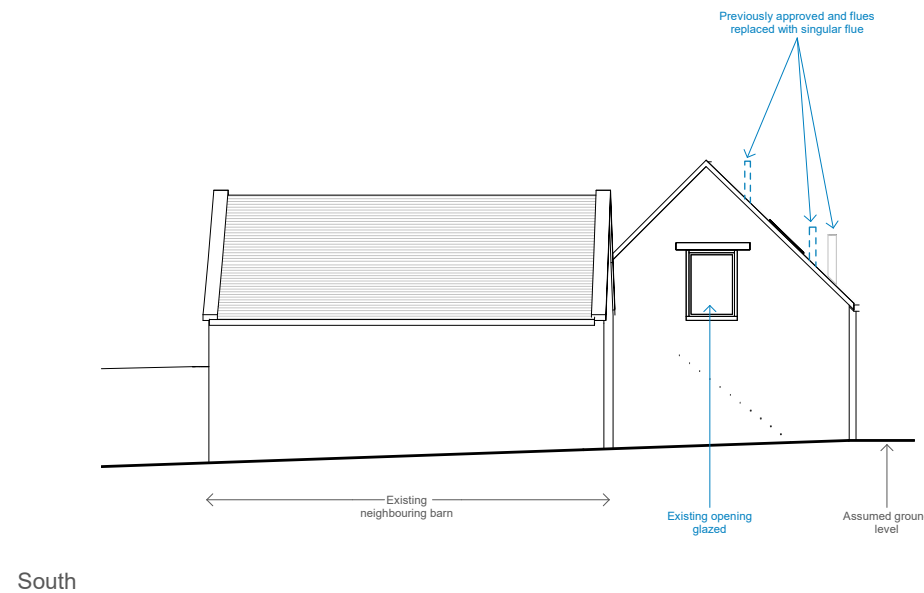 Previously approved and flues
replaced with singular flue
Existing
neighbouring barn
Existing opening
glazed
Assumed groun
level
South